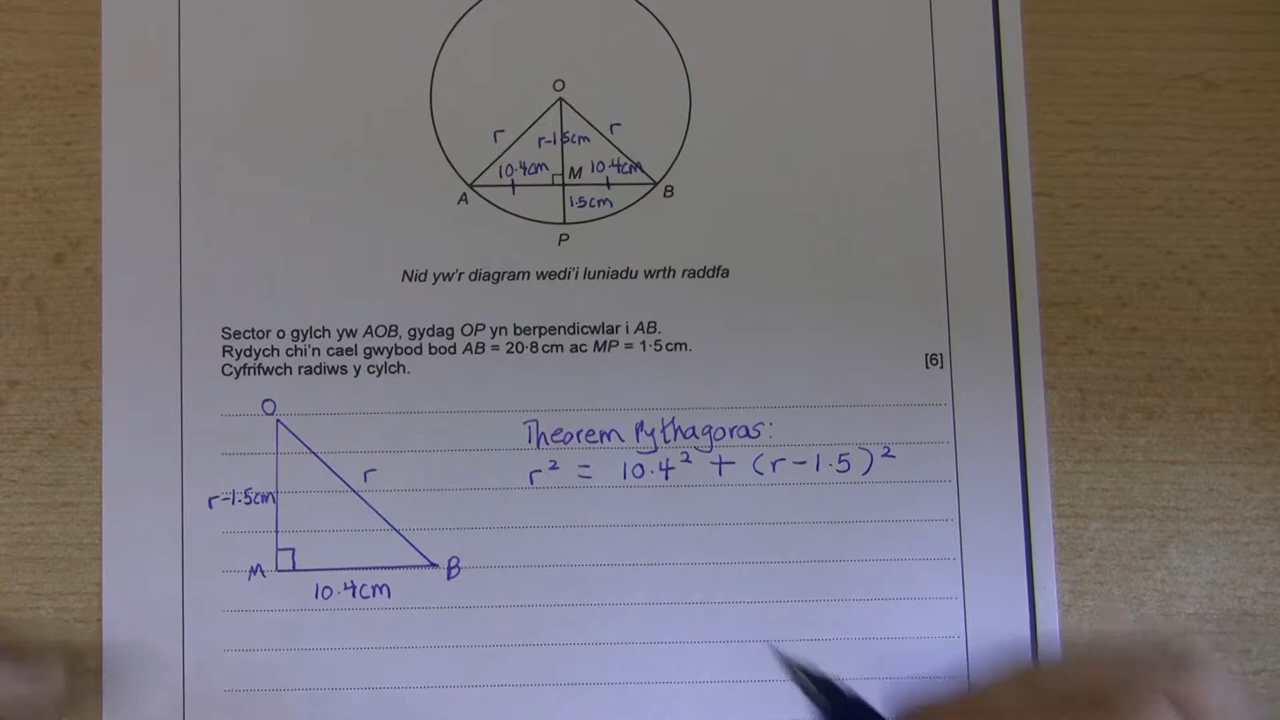 O
r r
r-1.5cm
10.4cm M 10.4cm
A B
1.5cm
P
Nid yw'r diagram wedi'i luniadu wrth raddfa
Sector o gylch yw AOB, gydag OP yn berpendicwlar i AB.
Rydych chi'n cael gwybod bod AB = 20·8 cm ac MP = 1·5 cm.
Cyfrifwch radiws y cylch. [6]
O
Theorem Pythagoras:
r² = 10.4² + (r-1.5)²
r
r-1.5cm
M B
10.4cm